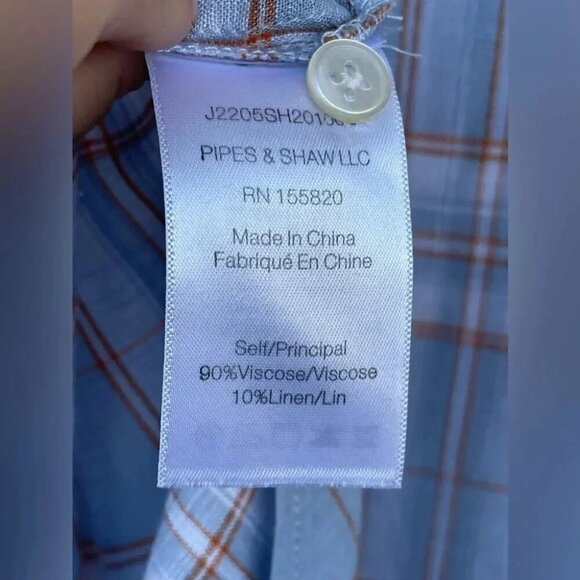 PIPES & SHAW LLC
RN 155820
Made In China
Fabriqué En Chine
Self/Principal
90%Viscose/Viscose
10%Linen/Lin